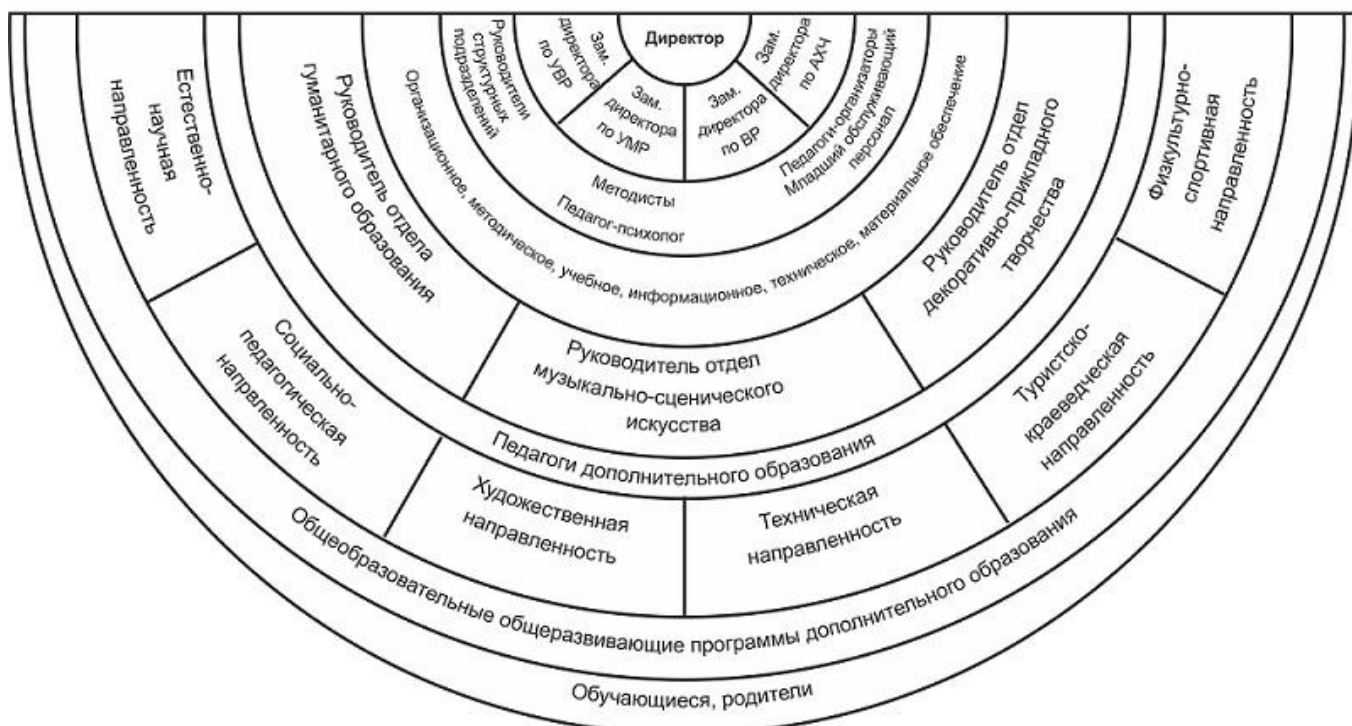 Директор
Зам.
директора
по УВР
Зам.
директора
по УМР
Зам.
директора
по ВР
Зам.
директора
по АХЧ
Руководители
структурных
подразделений
Методисты
Педагог-психолог
Педагоги-организаторы
Младший обслуживающий
персонал
Организационное, методическое, учебное, информационное, техническое, материальное обеспечение
Руководитель отдела
гуманитарного образования
Руководитель отдел
музыкально-сценического
искусства
Руководитель отдел
декоративно-прикладного
творчества
Педагоги дополнительного образования
Естественно-
научная
направленность
Социально-
педагогическая
напрвленность
Художественная
направленность
Техническая
направленность
Туристско-
краеведческая
направленность
Физкультурно-
спортивная
направленность
Общеобразовательные общеразвивающие программы дополнительного образования
Обучающиеся, родители